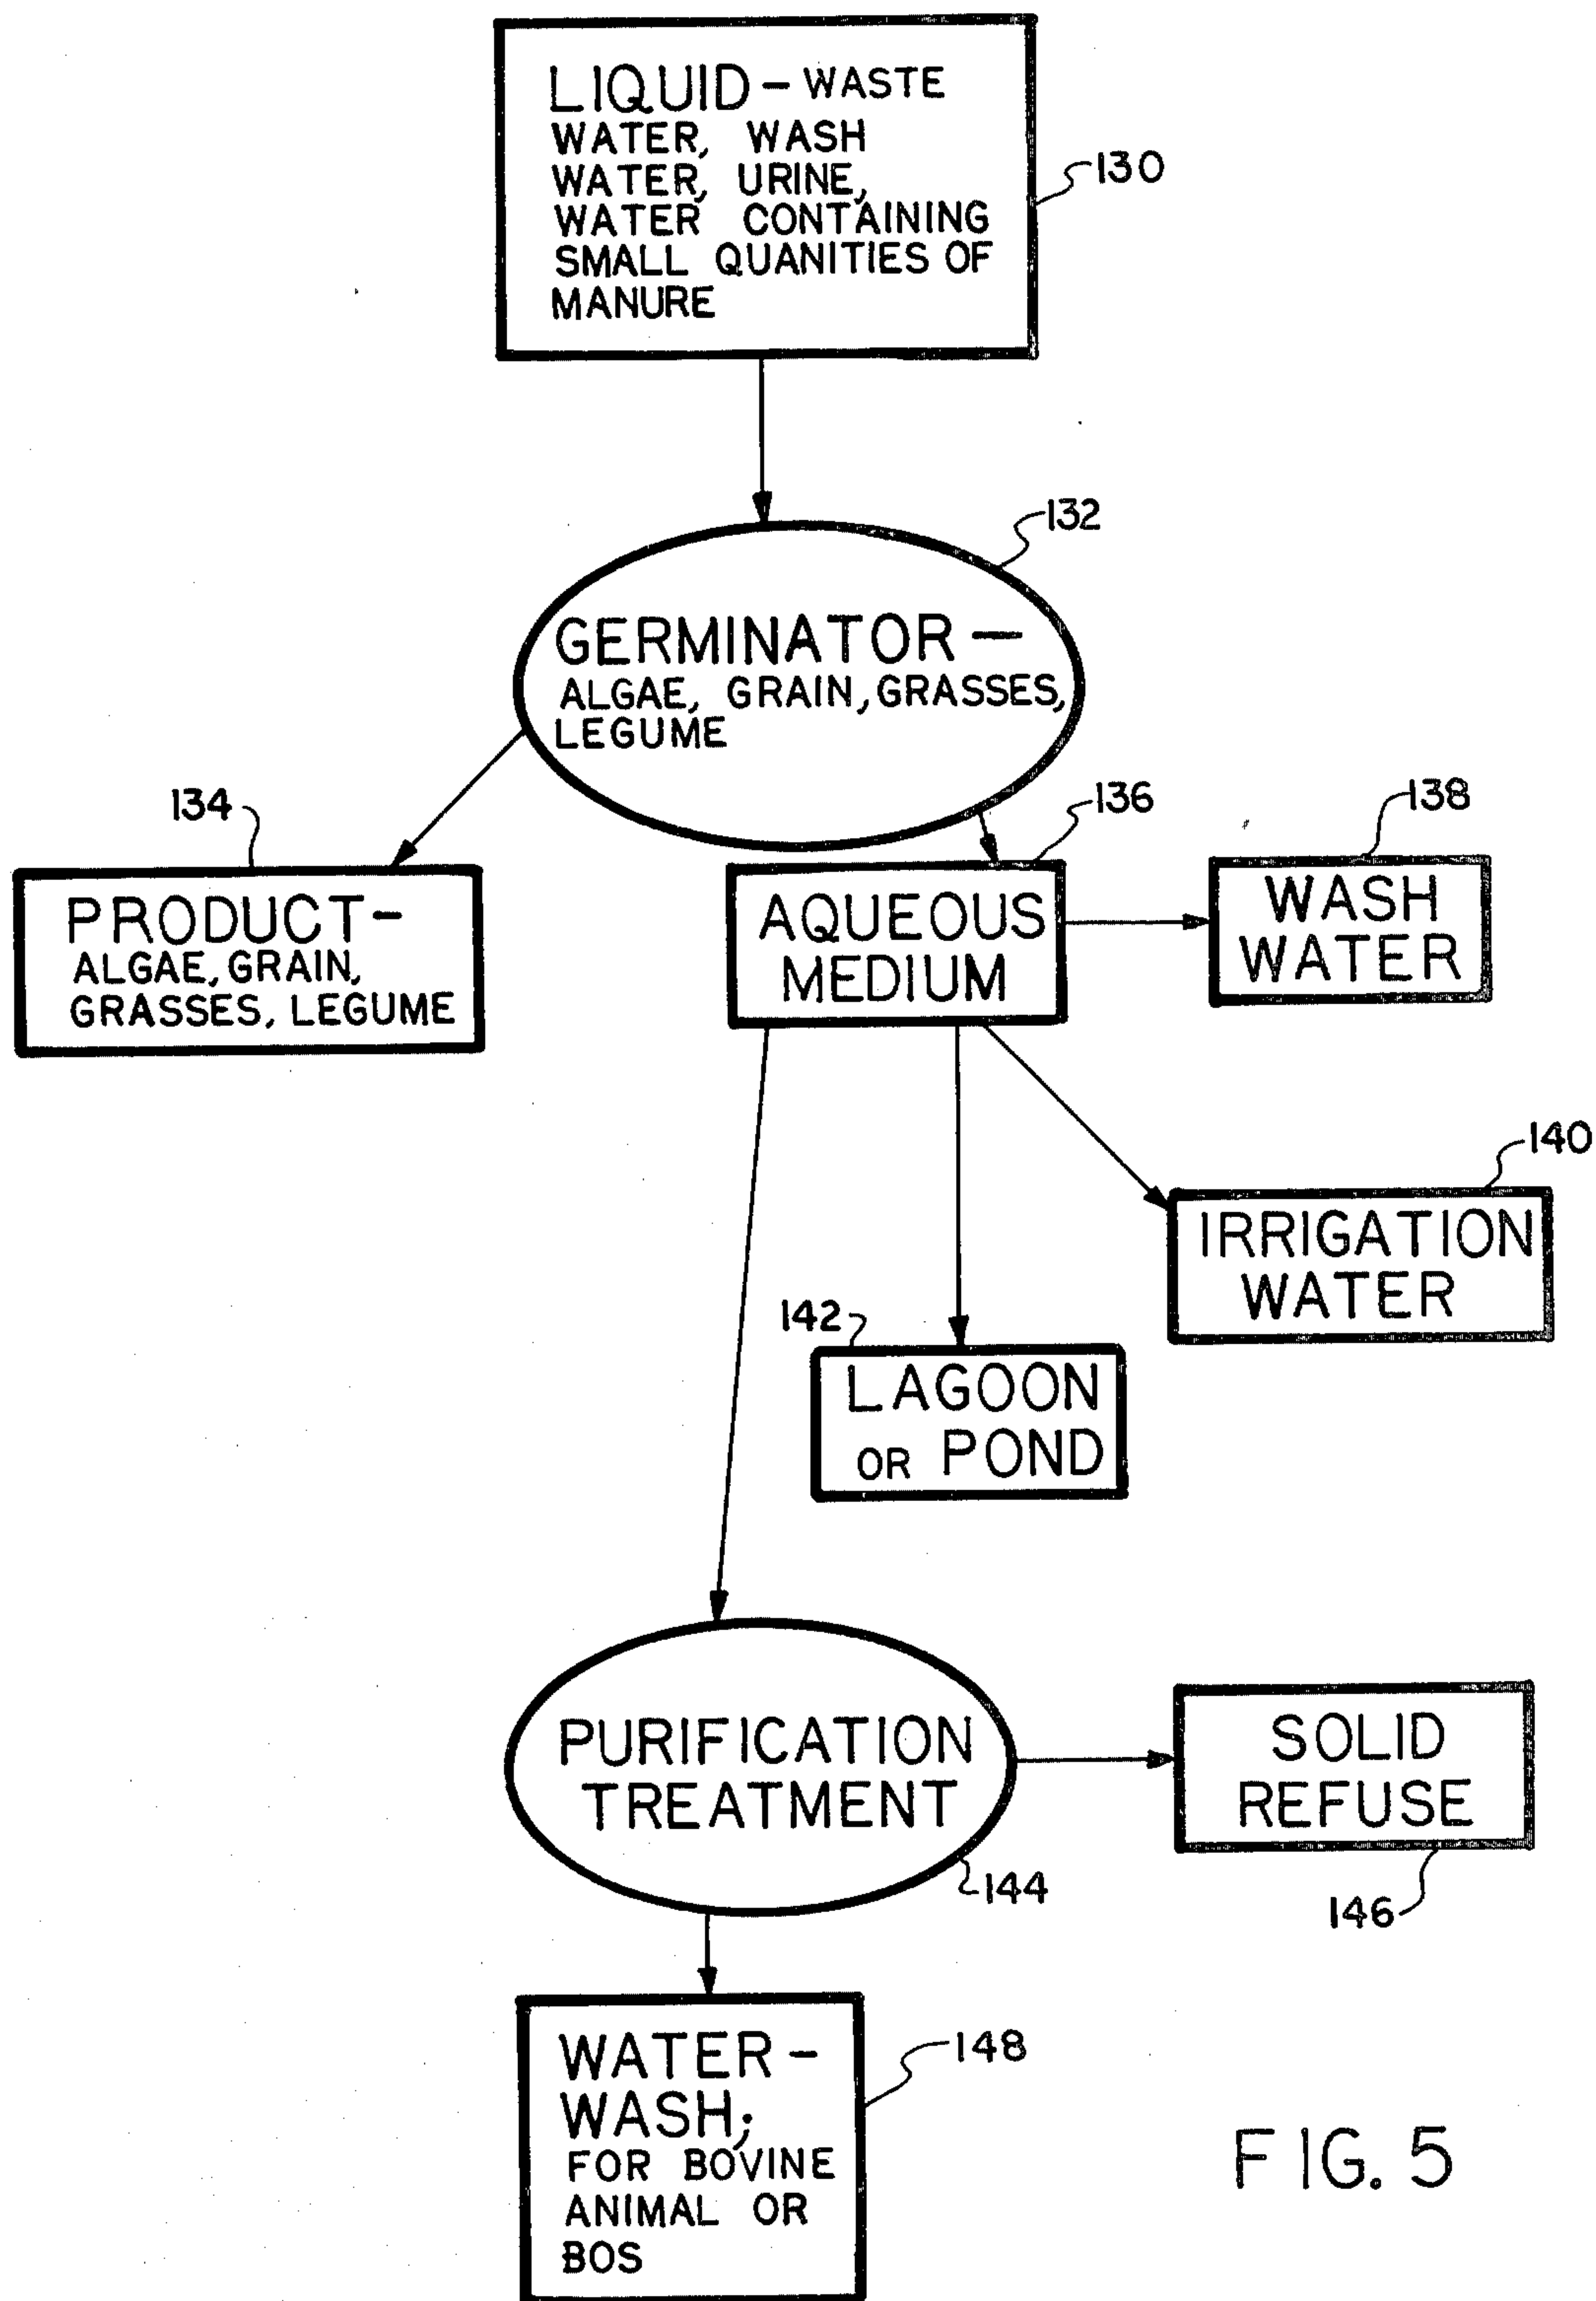 LIQUID - WASTE
WATER, WASH
WATER, URINE,
WATER CONTAINING
SMALL QUANITIES OF
MANURE
130
132
GERMINATOR —
ALGAE, GRAIN, GRASSES,
LEGUME
134
136
138
PRODUCT-
ALGAE, GRAIN,
GRASSES, LEGUME
AQUEOUS
MEDIUM
WASH
WATER
140
IRRIGATION
WATER
142
LAGOON
OR POND
PURIFICATION
TREATMENT
144
SOLID
REFUSE
146
WATER-
WASH;
FOR BOVINE
ANIMAL OR
BOS
148
FIG. 5